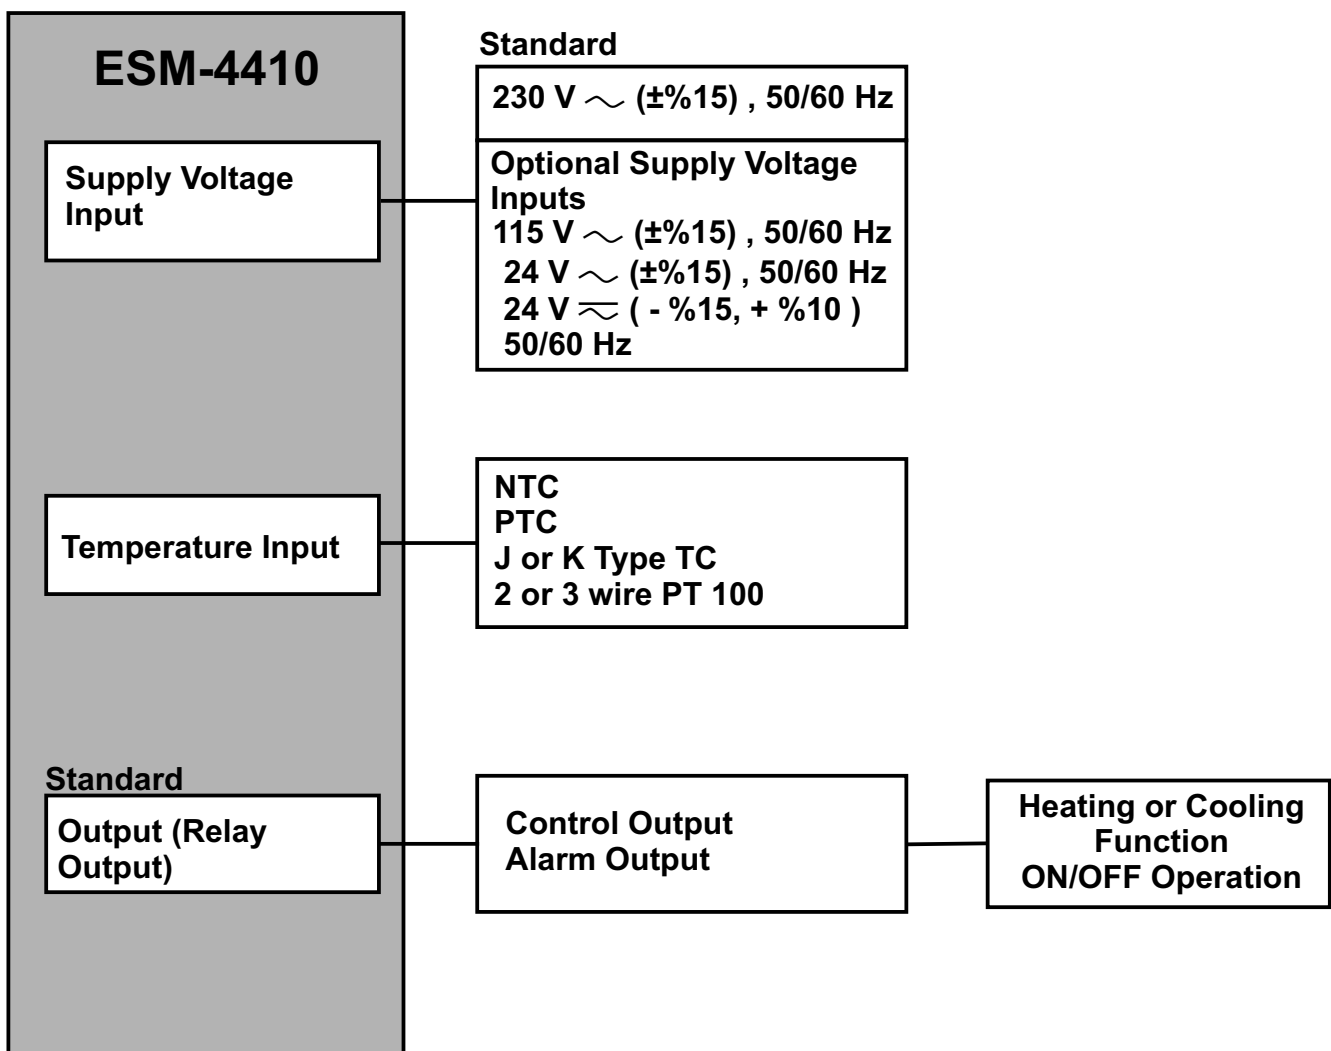 ESM-4410
Standard
230 V ~ (±%15) , 50/60 Hz
Supply Voltage
Input
Optional Supply Voltage
Inputs
115 V ~ (±%15) , 50/60 Hz
24 V ~ (±%15) , 50/60 Hz
24 V ⏦ ( - %15, + %10 )
50/60 Hz
Temperature Input
NTC
PTC
J or K Type TC
2 or 3 wire PT 100
Standard
Output (Relay
Output)
Control Output
Alarm Output
Heating or Cooling
Function
ON/OFF Operation